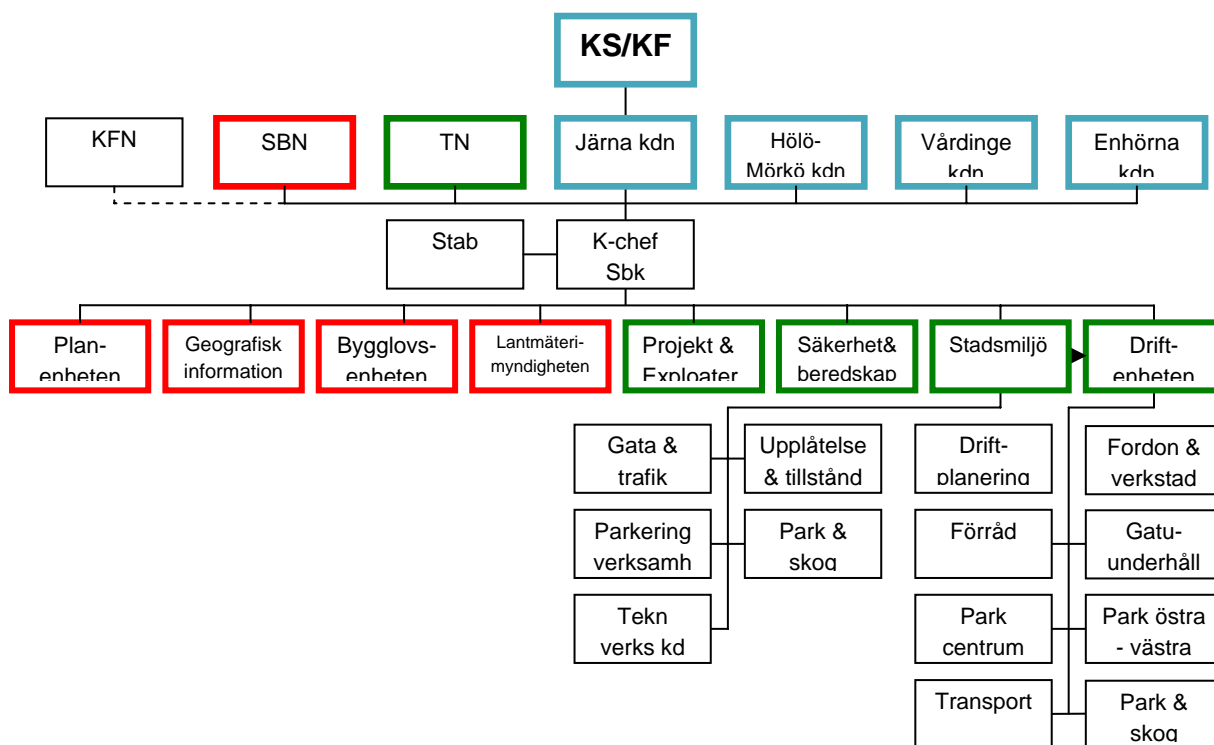 KS/KF
KFN
SBN
TN
Järna kdn
Hölö-
Mörkö kdn
Vårdinge
kdn
Enhörna
kdn
Stab
K-chef
Sbk
Plan-
enheten
Geografisk
information
Bygglovs-
enheten
Lantmäteri-
myndigheten
Projekt &
Exploater
Säkerhet&
beredskap
Stadsmiljö
Drift-
enheten
Gata &
trafik
Upplåtelse
& tillstånd
Drift-
planering
Fordon &
verkstad
Parkering
verksamh
Park &
skog
Förråd
Gatu-
underhåll
Tekn
verks kd
Park
centrum
Park östra
- västra
Transport
Park &
skog